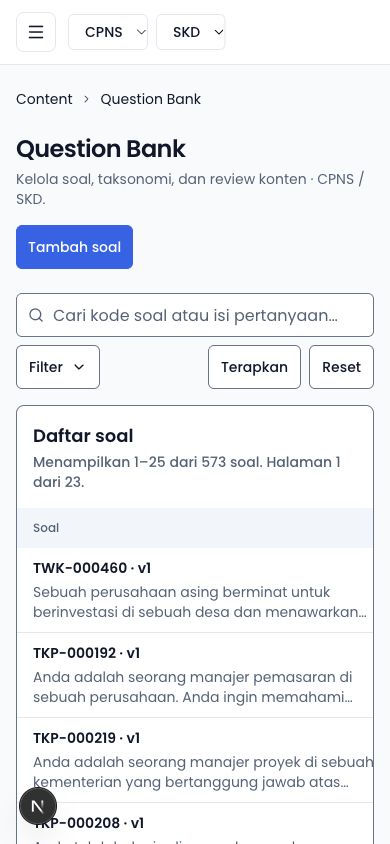 CPNS
SKD
Content > Question Bank
Question Bank
Kelola soal, taksonomi, dan review konten · CPNS /
SKD.
Tambah soal
Cari kode soal atau isi pertanyaan...
Filter
Terapkan
Reset
Daftar soal
Menampilkan 1–25 dari 573 soal. Halaman 1
dari 23.
Soal
TWK-000460 · v1
Sebuah perusahaan asing berminat untuk
berinvestasi di sebuah desa dan menawarkan...
TKP-000192 · v1
Anda adalah seorang manajer pemasaran di
sebuah perusahaan. Anda ingin memahami...
TKP-000219 · v1
Anda adalah seorang manajer proyek di sebuah
kementerian yang bertanggung jawab atas...
N
TKP-000208 · v1